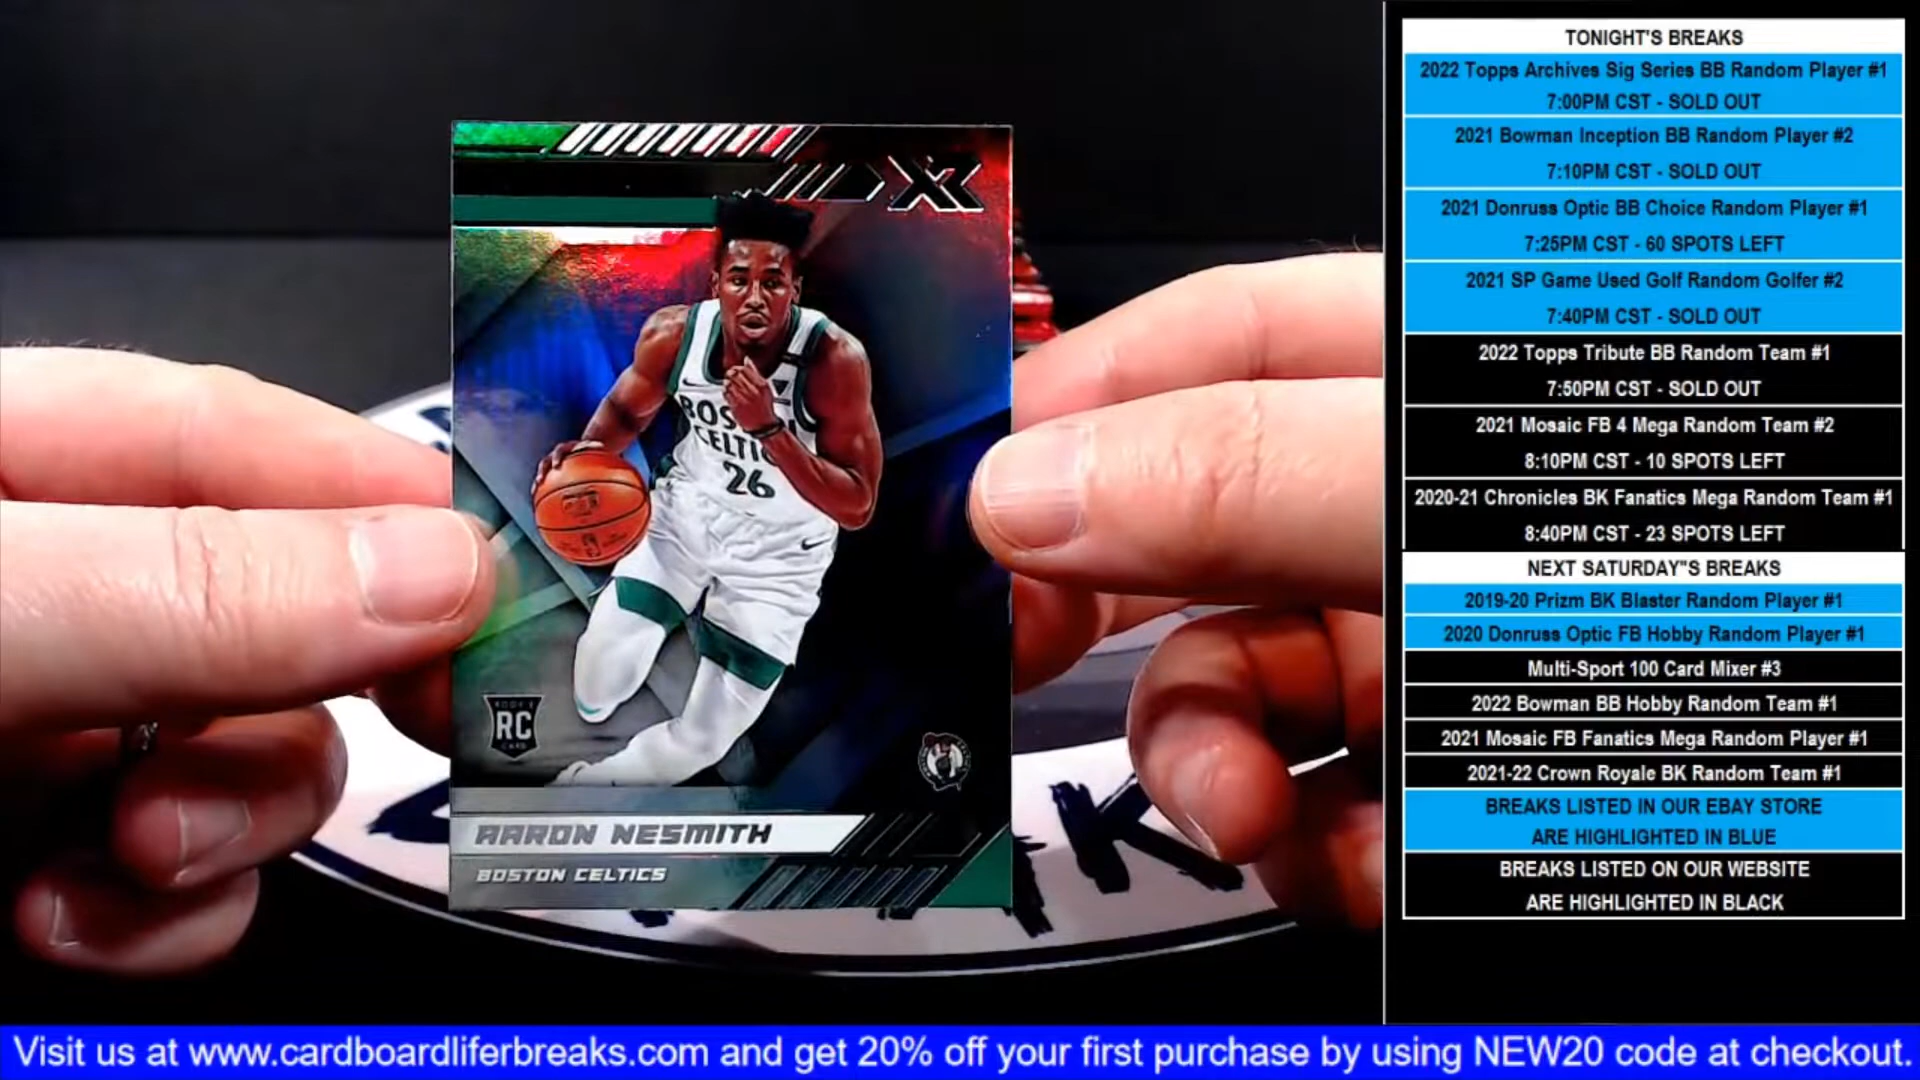 XR
BOSTON
CELTIC
26
ROOKIE
RC
CARD
AARON NESMITH
BOSTON CELTICS
TONIGHT'S BREAKS
2022 Topps Archives Sig Series BB Random Player #1
7:00PM CST - SOLD OUT
2021 Bowman Inception BB Random Player #2
7:10PM CST - SOLD OUT
2021 Donruss Optic BB Choice Random Player #1
7:25PM CST - 60 SPOTS LEFT
2021 SP Game Used Golf Random Golfer #2
7:40PM CST - SOLD OUT
2022 Topps Tribute BB Random Team #1
7:50PM CST - SOLD OUT
2021 Mosaic FB 4 Mega Random Team #2
8:10PM CST - 10 SPOTS LEFT
2020-21 Chronicles BK Fanatics Mega Random Team #1
8:40PM CST - 23 SPOTS LEFT
NEXT SATURDAY"S BREAKS
2019-20 Prizm BK Blaster Random Player #1
2020 Donruss Optic FB Hobby Random Player #1
Multi-Sport 100 Card Mixer #3
2022 Bowman BB Hobby Random Team #1
2021 Mosaic FB Fanatics Mega Random Player #1
2021-22 Crown Royale BK Random Team #1
BREAKS LISTED IN OUR EBAY STORE
ARE HIGHLIGHTED IN BLUE
BREAKS LISTED ON OUR WEBSITE
ARE HIGHLIGHTED IN BLACK
Visit us at www.cardboardliferbreaks.com and get 20% off your first purchase by using NEW20 code at checkout.